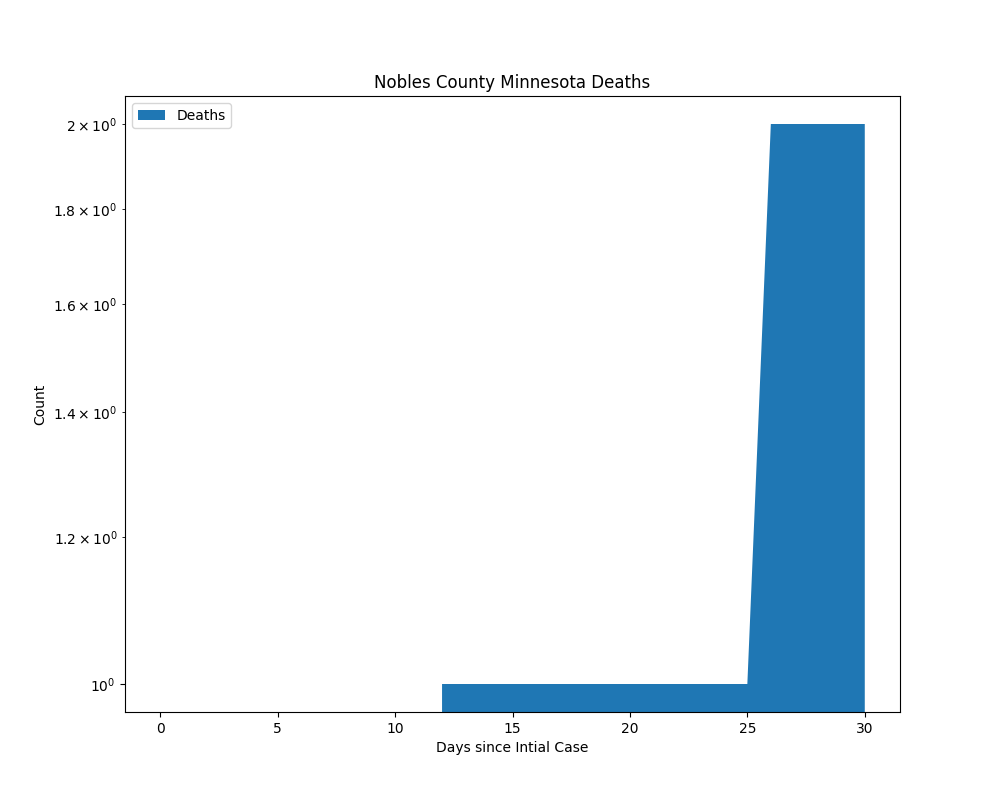 Nobles County Minnesota Deaths
Deaths
2 × 10⁰
1.8 × 10⁰
1.6 × 10⁰
1.4 × 10⁰
1.2 × 10⁰
10⁰
Count
0 5 10 15 20 25 30
Days since Intial Case